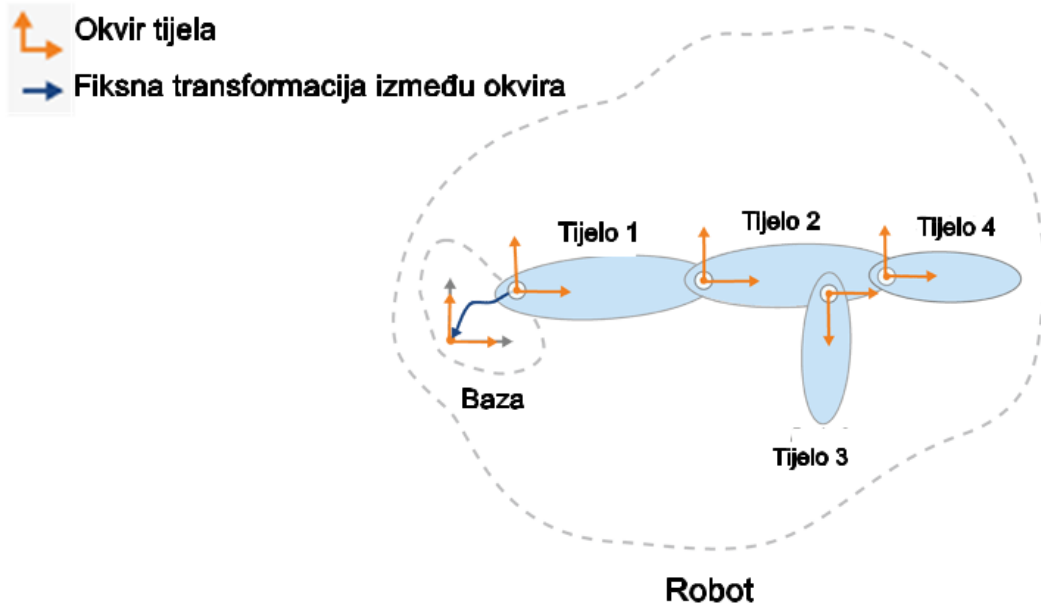 Okvir tijela
Fiksna transformacija između okvira
Tijelo 1
Tijelo 2
Tijelo 4
Baza
Tijelo 3
Robot